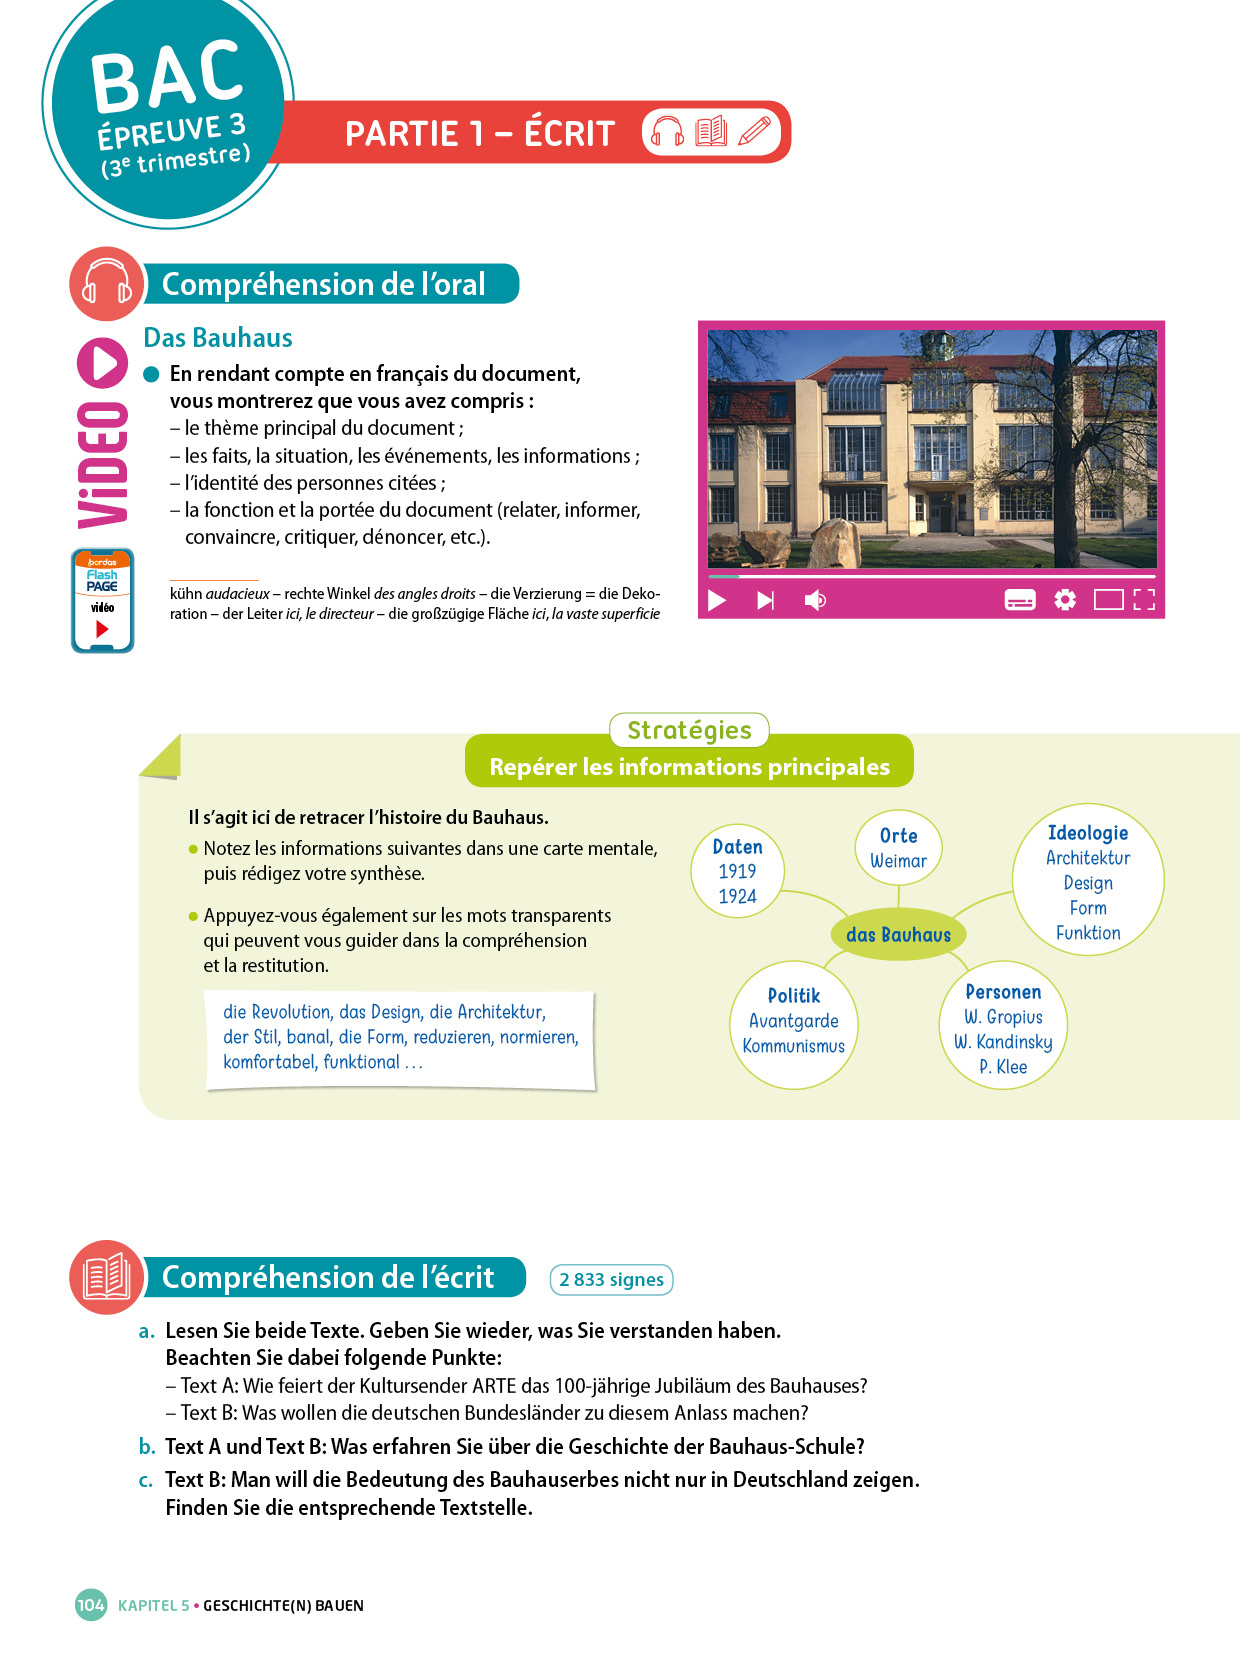 BAC
ÉPREUVE 3
(3e trimestre)
PARTIE 1 – ÉCRIT
Compréhension de l’oral
ViDEO
bordas
Flash
PAGE
vidéo
Das Bauhaus
En rendant compte en français du document,
vous montrerez que vous avez compris :
– le thème principal du document ;
– les faits, la situation, les événements, les informations ;
– l’identité des personnes citées ;
– la fonction et la portée du document (relater, informer,
convaincre, critiquer, dénoncer, etc.).
kühn audacieux – rechte Winkel des angles droits – die Verzierung = die Deko-
ration – der Leiter ici, le directeur – die großzügige Fläche ici, la vaste superficie
Stratégies
Repérer les informations principales
Il s’agit ici de retracer l’histoire du Bauhaus.
● Notez les informations suivantes dans une carte mentale,
puis rédigez votre synthèse.
● Appuyez-vous également sur les mots transparents
qui peuvent vous guider dans la compréhension
et la restitution.
die Revolution, das Design, die Architektur,
der Stil, banal, die Form, reduzieren, normieren,
komfortabel, funktional ...
Daten
1919
1924
Orte
Weimar
Ideologie
Architektur
Design
Form
Funktion
das Bauhaus
Politik
Avantgarde
Kommunismus
Personen
W. Gropius
W. Kandinsky
P. Klee
Compréhension de l’écrit
2 833 signes
a. Lesen Sie beide Texte. Geben Sie wieder, was Sie verstanden haben.
Beachten Sie dabei folgende Punkte:
– Text A: Wie feiert der Kultursender ARTE das 100-jährige Jubiläum des Bauhauses?
– Text B: Was wollen die deutschen Bundesländer zu diesem Anlass machen?
b. Text A und Text B: Was erfahren Sie über die Geschichte der Bauhaus-Schule?
c. Text B: Man will die Bedeutung des Bauhauserbes nicht nur in Deutschland zeigen.
Finden Sie die entsprechende Textstelle.
104 KAPITEL 5 • GESCHICHTE(N) BAUEN